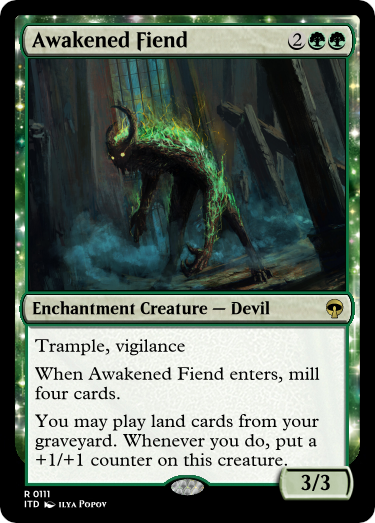 Awakened Fiend 2
Enchantment Creature — Devil
Trample, vigilance
When Awakened Fiend enters, mill
four cards.
You may play land cards from your
graveyard. Whenever you do, put a
+1/+1 counter on this creature.
3/3
R 0111
ITD ILYA POPOV